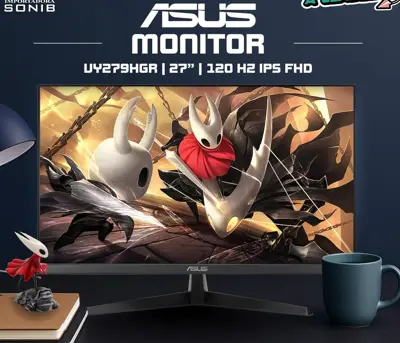 IMPORTADORA
SONIB
ASUS
MONITOR
VY279HGR | 27” | 120 HZ IPS FHD
ASUS